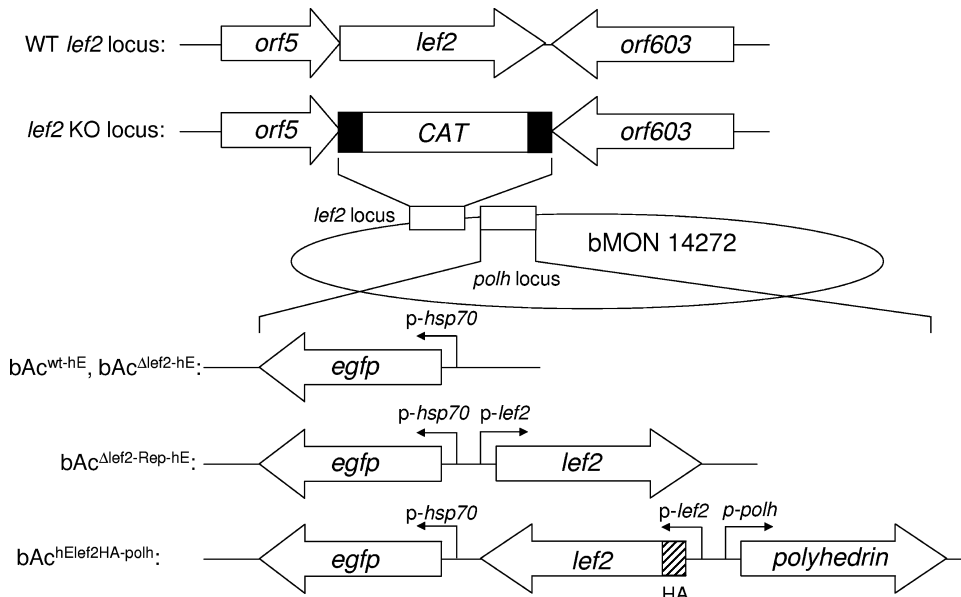 WT lef2 locus: orf5 lef2 orf603
lef2 KO locus: orf5 CAT orf603
lef2 locus
bMON 14272
polh locus
p-hsp70
bAcwt-hE, bAcΔlef2-hE: egfp
p-hsp70 p-lef2
bAcΔlef2-Rep-hE: egfp lef2
p-hsp70 p-lef2 p-polh
bAchElef2HA-polh: egfp lef2 polyhedrin
HA